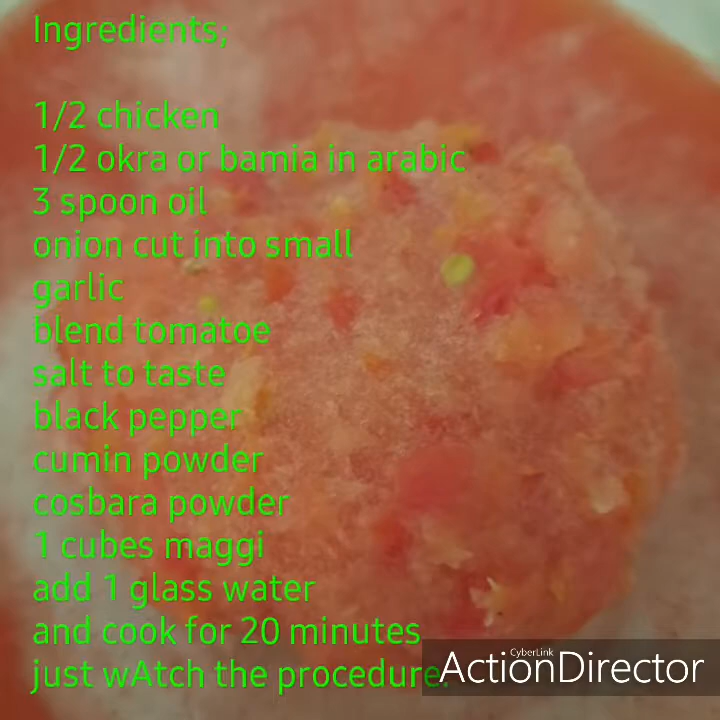 Ingredients;
1/2 chicken
1/2 okra or bamia in arabic
3 spoon oil
onion cut into small
garlic
blend tomatoe
salt to taste
black pepper
cumin powder
cosbara powder
1 cubes maggi
add 1 glass water
and cook for 20 minutes
just wAtch the procedure.
CyberLink
ActionDirector